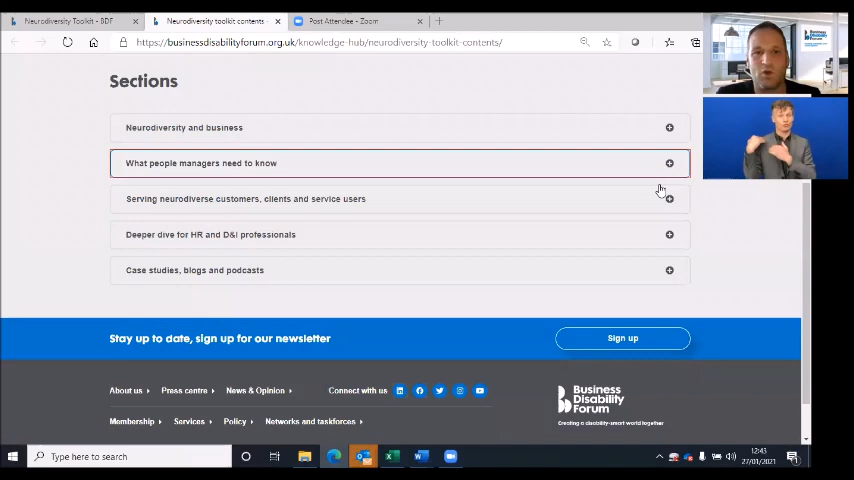 Neurodiversity Toolkit - BDF
Neurodiversity toolkit contents
Post Attendee - Zoom
https://businessdisabilityforum.org.uk/knowledge-hub/neurodiversity-toolkit-contents/
Sections
Neurodiversity and business
What people managers need to know
Serving neurodiverse customers, clients and service users
Deeper dive for HR and D&I professionals
Case studies, blogs and podcasts
Stay up to date, sign up for our newsletter
Sign up
About us
Press centre
News & Opinion
Connect with us
Membership
Services
Policy
Networks and taskforces
Business
Disability
Forum
Creating a disability-smart world together
Type here to search
12:43
27/01/2021